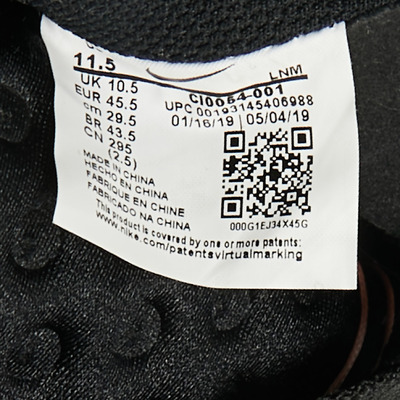 11.5
LNM
UK 10.5
EUR 45.5
cm 29.5
BR 43.5
CN 295
(2.5)
CI0054-001
UPC 00193145406988
01/16/19 | 05/04/19
MADE IN CHINA
HECHO EN CHINA
FABRIQUE EN CHINE
FABRICADO NA CHINA
000G1EJ34X45G
This product is covered by one or more patents:
www.nike.com/patentsvirtualmarking